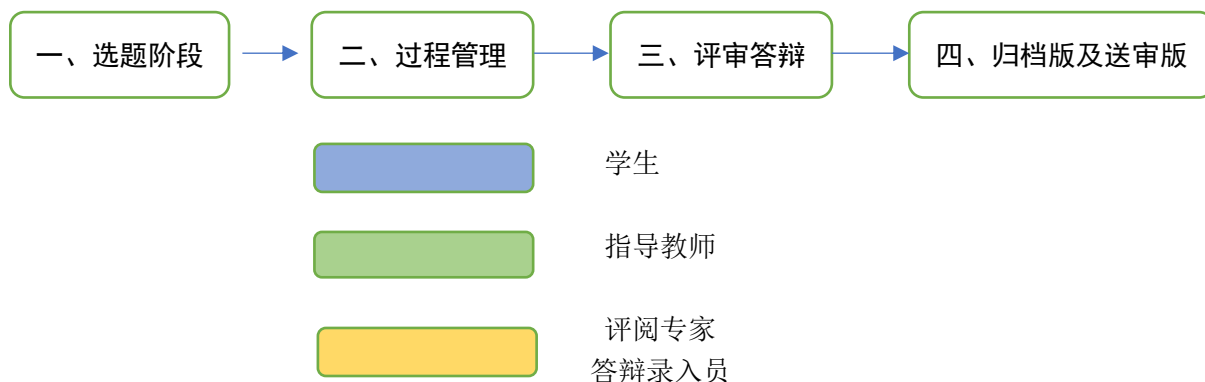 一、选题阶段
二、过程管理
三、评审答辩
四、归档版及送审版
学生
指导教师
评阅专家
答辩录入员